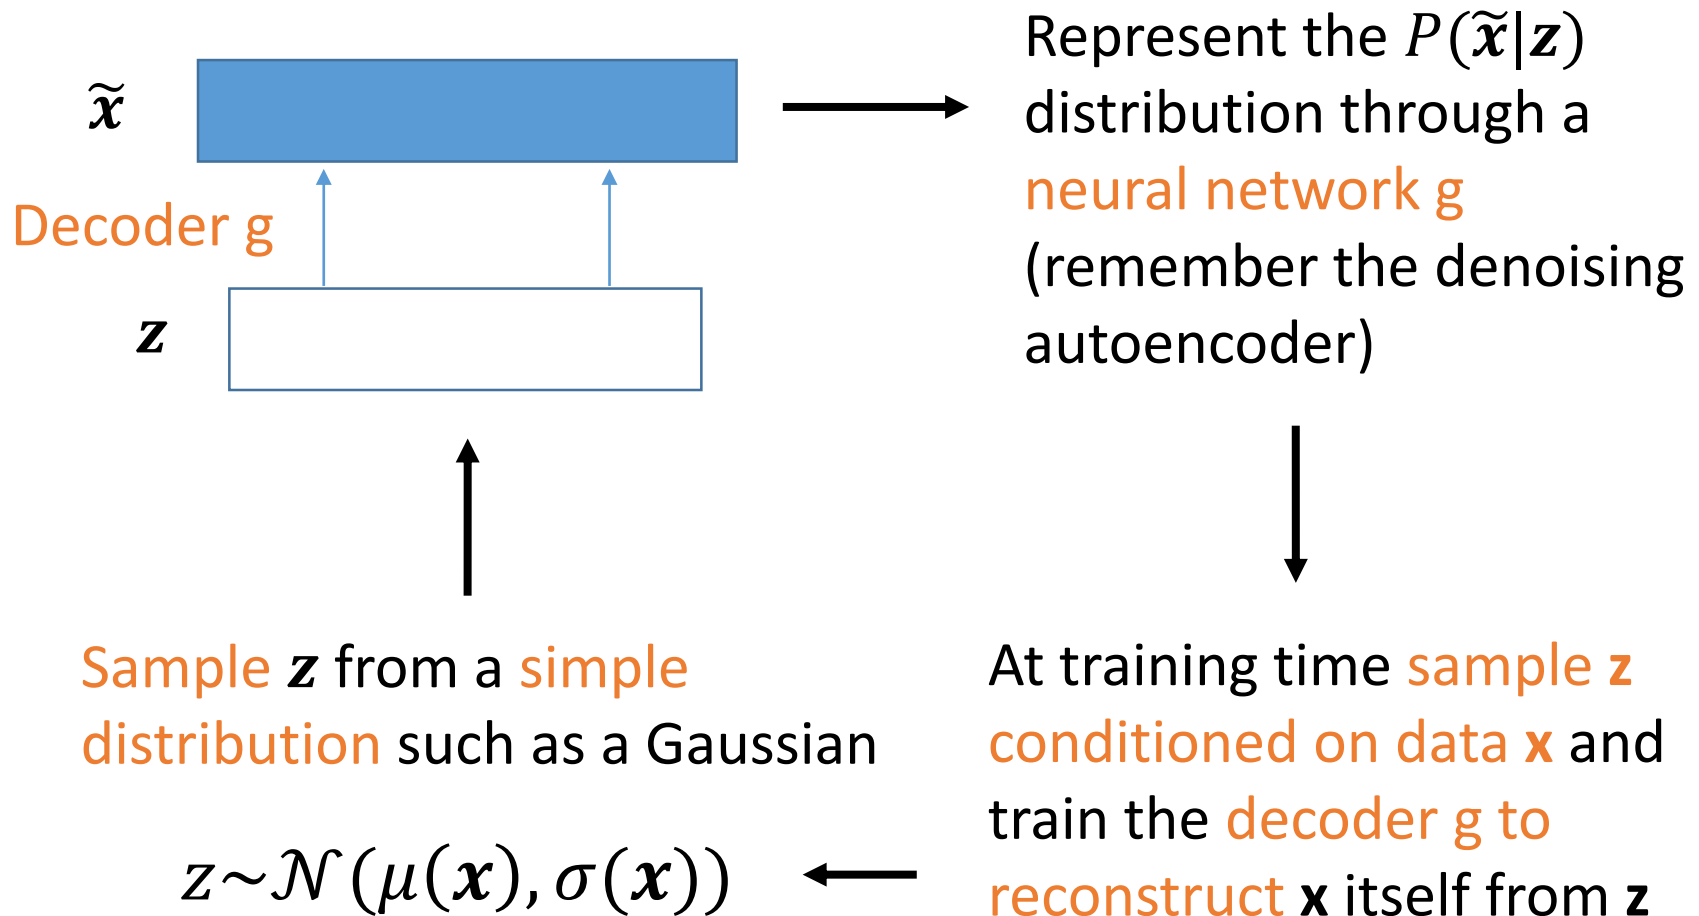 x̃
Decoder g
z
Represent the P(x̃|z)
distribution through a
neural network g
(remember the denoising
autoencoder)
Sample z from a simple
distribution such as a Gaussian
z~𝒩(μ(x), σ(x))
At training time sample z
conditioned on data x and
train the decoder g to
reconstruct x itself from z